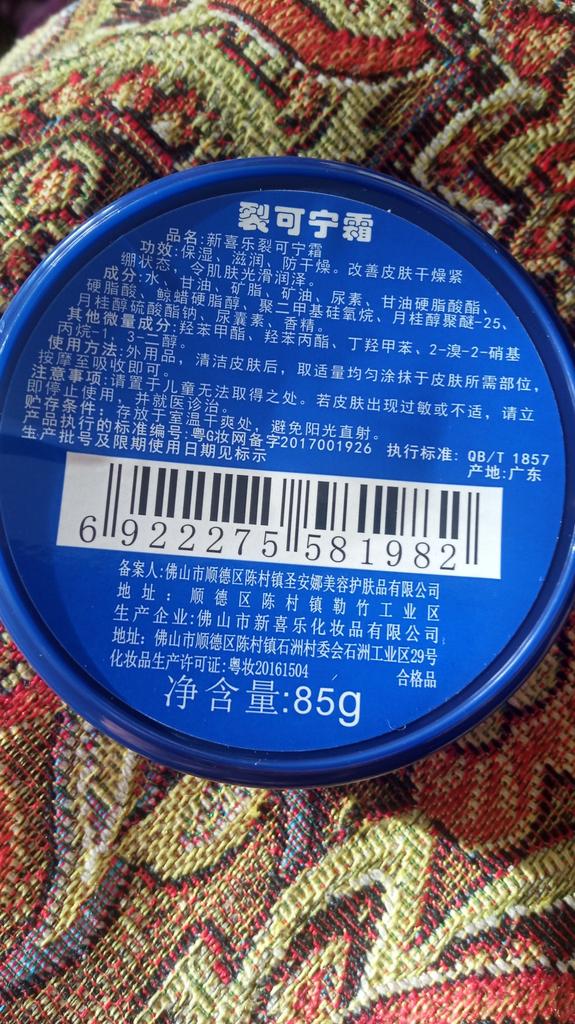 裂可宁霜
品名:新喜乐裂可宁霜
功效:保湿、滋润、防干燥。改善皮肤干燥紧
绷状态，令肌肤光滑润泽。
成分:水、甘油、矿脂、矿油、尿素、甘油硬脂酸酯、
硬脂酸、鲸蜡硬脂醇、聚二甲基硅氧烷、月桂醇聚醚-25、
月桂醇硫酸酯钠、尿囊素、香精。
其他微量成分:羟苯甲酯、羟苯丙酯、丁羟甲苯、2-溴-2-硝基
丙烷-1，3-二醇。
使用方法:外用品，清洁皮肤后，取适量均匀涂抹于皮肤所需部位，
按摩至吸收即可。
注意事项:请置于儿童无法取得之处。若皮肤出现过敏或不适，请立
即停止使用，并就医诊治。
贮存条件：存放于室温干爽处，避免阳光直射。
产品执行的标准编号:粤G妆网备字2017001926 执行标准: QB/T 1857
生产批号及限期使用日期见标示 产地:广东
6 922275 581982
备案人:佛山市顺德区陈村镇圣安娜美容护肤品有限公司
地址：顺德区陈村镇勒竹工业区
生产企业:佛山市新喜乐化妆品有限公司
地址:佛山市顺德区陈村镇石洲村委会石洲工业区29号
化妆品生产许可证:粤妆20161504 合格品
净含量:85g